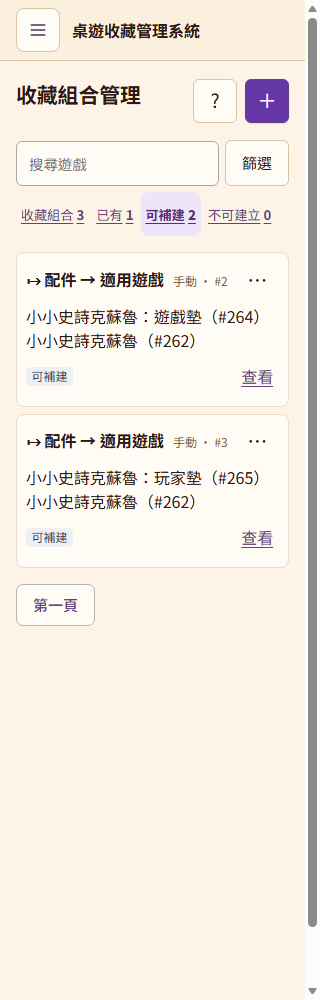 桌遊收藏管理系統
收藏組合管理
?
+
搜尋遊戲
篩選
收藏組合 3 已有 1 可補建 2 不可建立 0
↦ 配件 → 適用遊戲 手動 · #2 ⋯
小小史詩克蘇魯：遊戲墊（#264）
小小史詩克蘇魯（#262）
可補建 查看
↦ 配件 → 適用遊戲 手動 · #3 ⋯
小小史詩克蘇魯：玩家墊（#265）
小小史詩克蘇魯（#262）
可補建 查看
第一頁